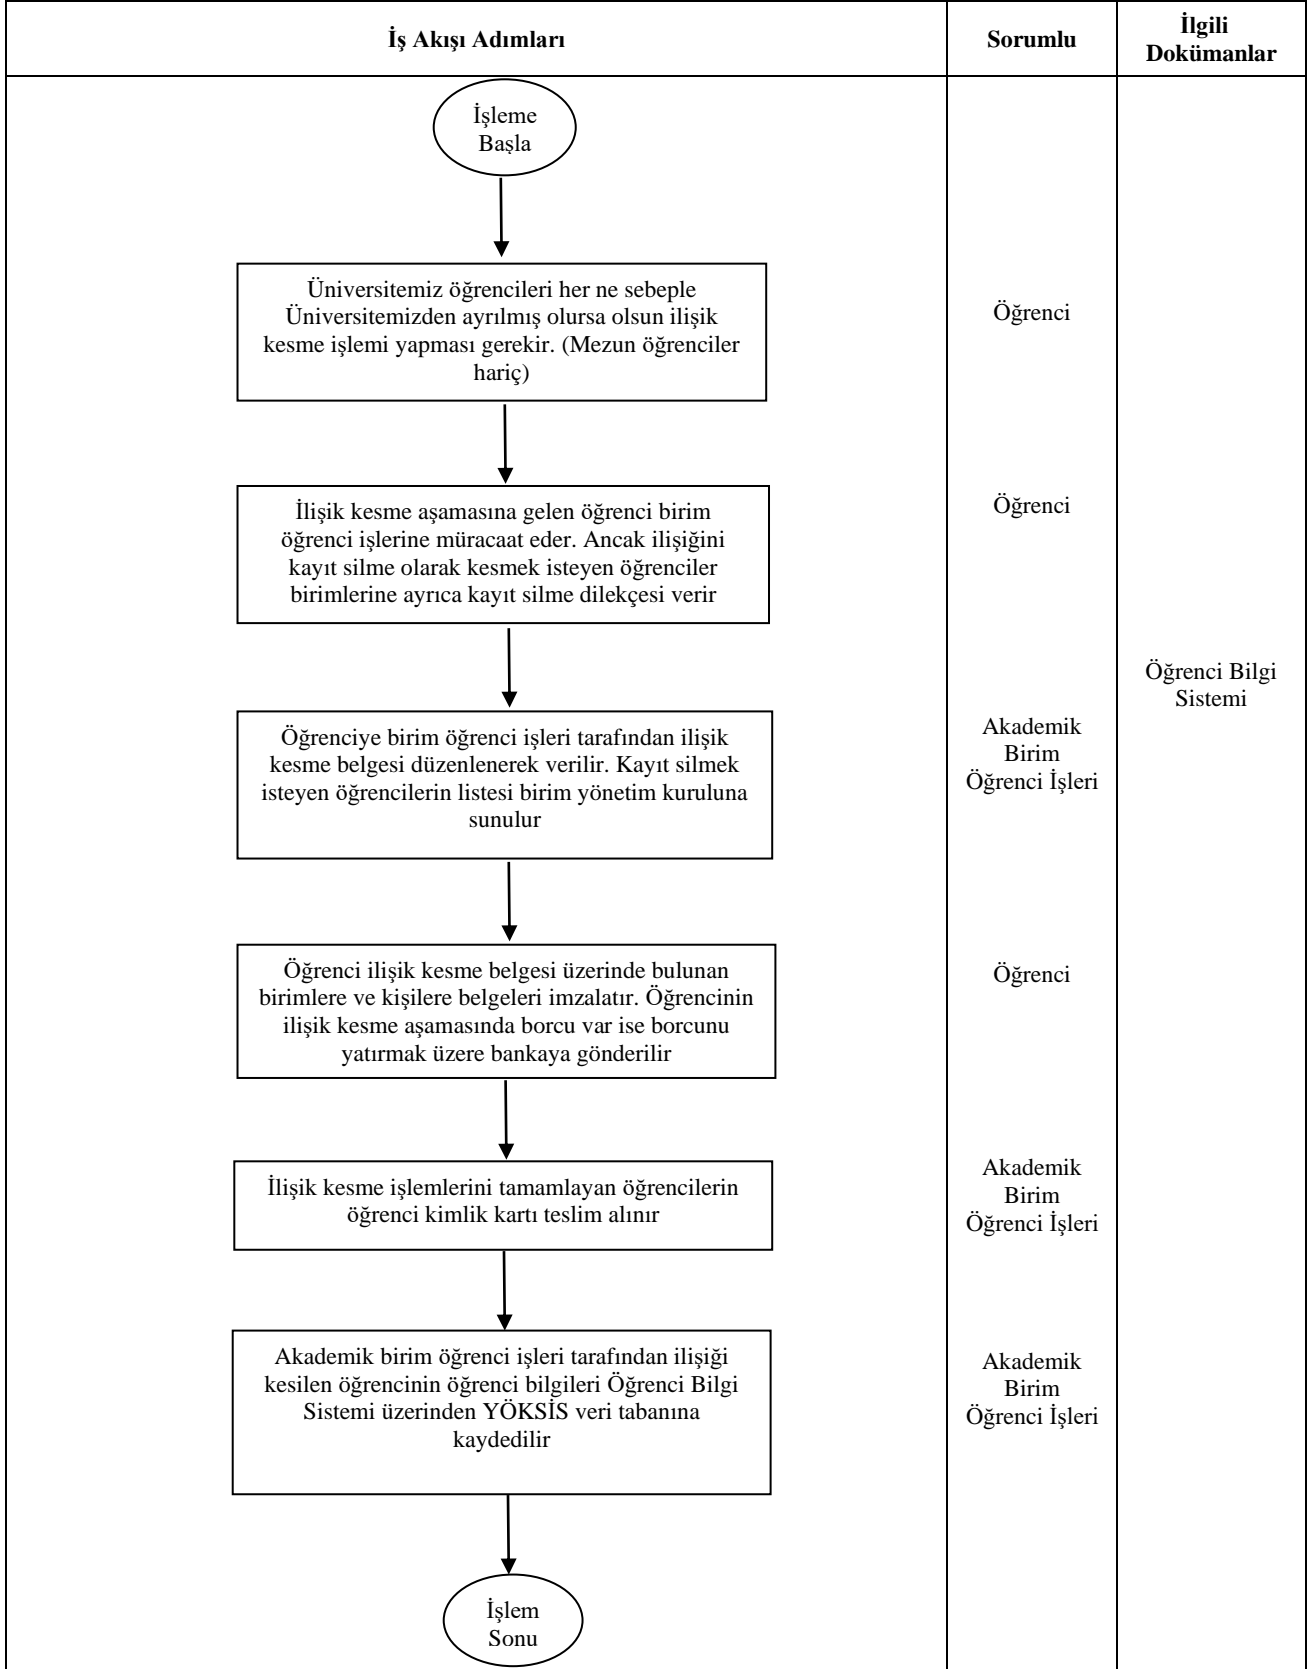 İş Akışı Adımları
Sorumlu
İlgili
Dokümanlar
İşleme
Başla
Üniversitemiz öğrencileri her ne sebeple
Üniversitemizden ayrılmış olursa olsun ilişik
kesme işlemi yapması gerekir. (Mezun öğrenciler
hariç)
Öğrenci
İlişik kesme aşamasına gelen öğrenci birim
öğrenci işlerine müracaat eder. Ancak ilişiğini
kayıt silme olarak kesmek isteyen öğrenciler
birimlerine ayrıca kayıt silme dilekçesi verir
Öğrenci
Öğrenci Bilgi
Sistemi
Öğrenciye birim öğrenci işleri tarafından ilişik
kesme belgesi düzenlenerek verilir. Kayıt silmek
isteyen öğrencilerin listesi birim yönetim kuruluna
sunulur
Akademik
Birim
Öğrenci İşleri
Öğrenci ilişik kesme belgesi üzerinde bulunan
birimlere ve kişilere belgeleri imzalatır. Öğrencinin
ilişik kesme aşamasında borcu var ise borcunu
yatırmak üzere bankaya gönderilir
Öğrenci
İlişik kesme işlemlerini tamamlayan öğrencilerin
öğrenci kimlik kartı teslim alınır
Akademik
Birim
Öğrenci İşleri
Akademik birim öğrenci işleri tarafından ilişiği
kesilen öğrencinin öğrenci bilgileri Öğrenci Bilgi
Sistemi üzerinden YÖKSİS veri tabanına
kaydedilir
Akademik
Birim
Öğrenci İşleri
İşlem
Sonu